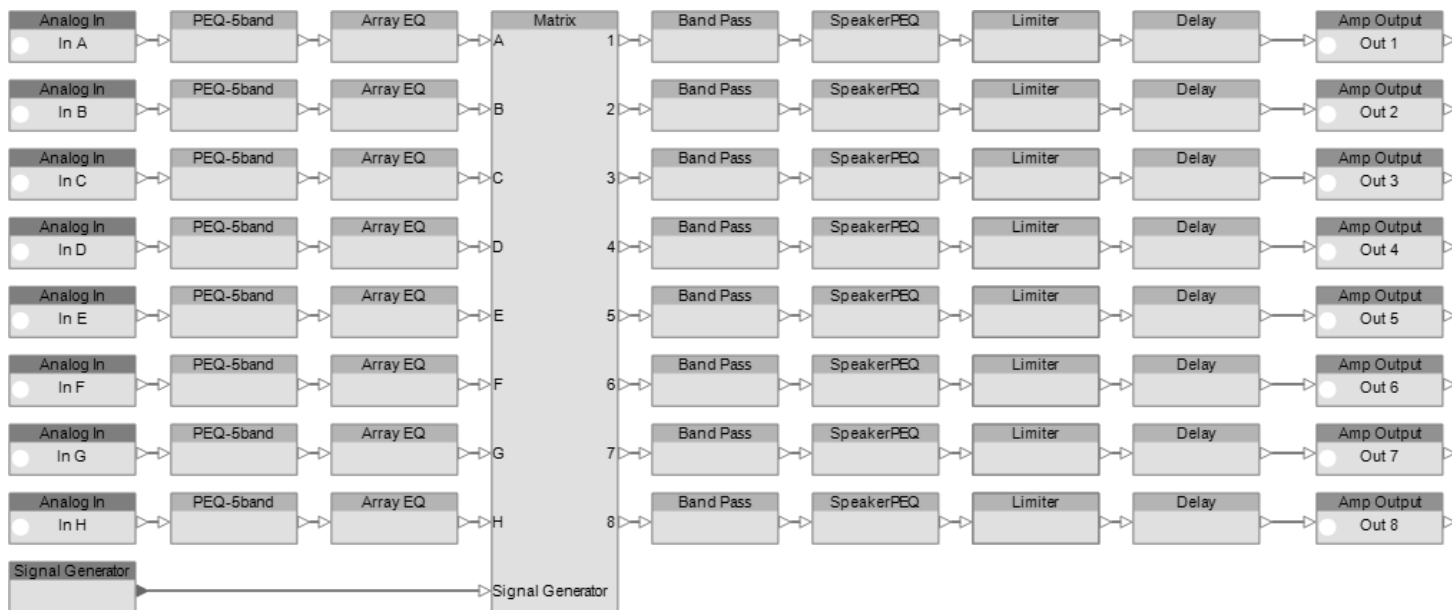 Analog In PEQ-5band Array EQ Matrix Band Pass SpeakerPEQ Limiter Delay Amp Output
In A A 1 Out 1
Analog In PEQ-5band Array EQ Band Pass SpeakerPEQ Limiter Delay Amp Output
In B B 2 Out 2
Analog In PEQ-5band Array EQ Band Pass SpeakerPEQ Limiter Delay Amp Output
In C C 3 Out 3
Analog In PEQ-5band Array EQ Band Pass SpeakerPEQ Limiter Delay Amp Output
In D D 4 Out 4
Analog In PEQ-5band Array EQ Band Pass SpeakerPEQ Limiter Delay Amp Output
In E E 5 Out 5
Analog In PEQ-5band Array EQ Band Pass SpeakerPEQ Limiter Delay Amp Output
In F F 6 Out 6
Analog In PEQ-5band Array EQ Band Pass SpeakerPEQ Limiter Delay Amp Output
In G G 7 Out 7
Analog In PEQ-5band Array EQ Band Pass SpeakerPEQ Limiter Delay Amp Output
In H H 8 Out 8
Signal Generator
Signal Generator